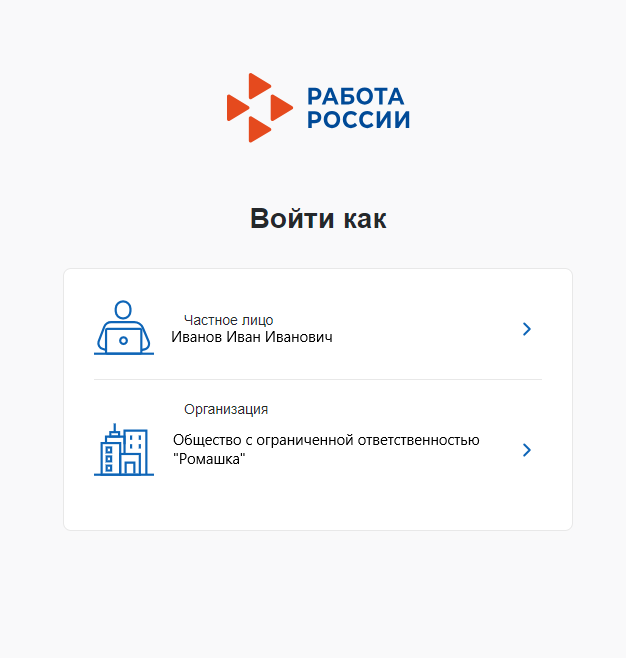 РАБОТА
РОССИИ
Войти как
Частное лицо
Иванов Иван Иванович
Организация
Общество с ограниченной ответственностью
"Ромашка"